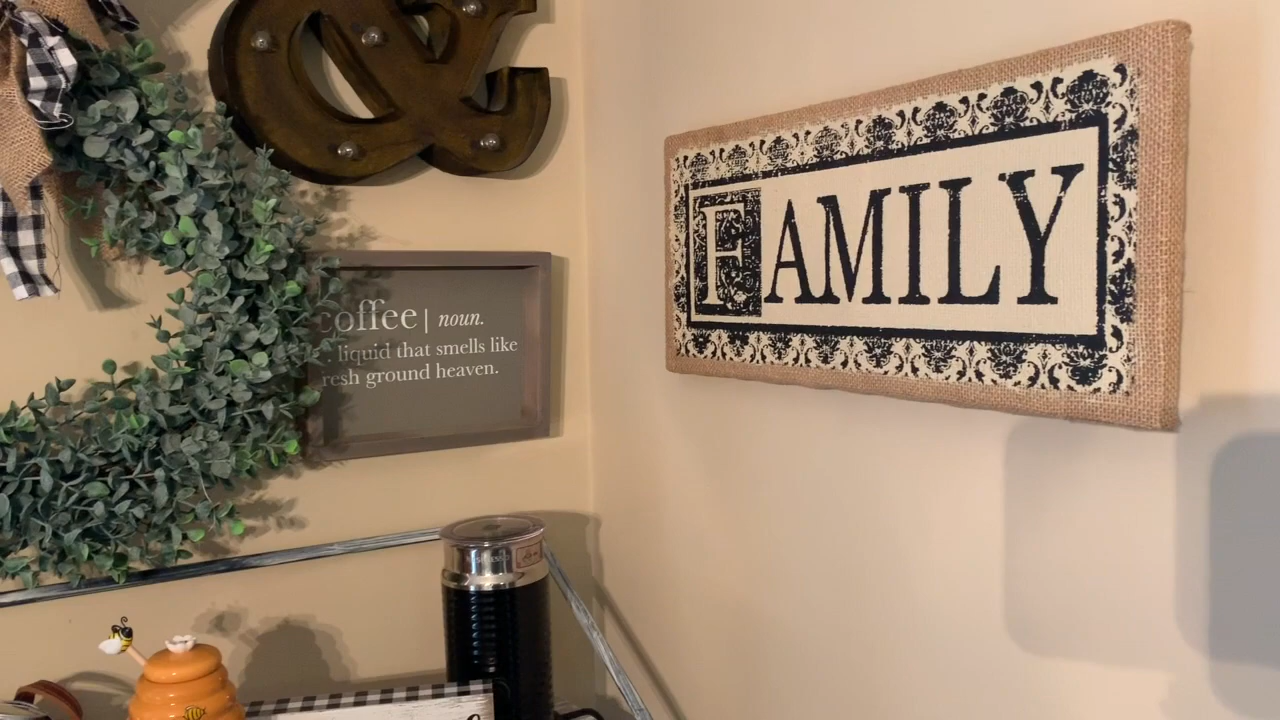 coffee | noun.
. liquid that smells like
resh ground heaven.
FAMILY